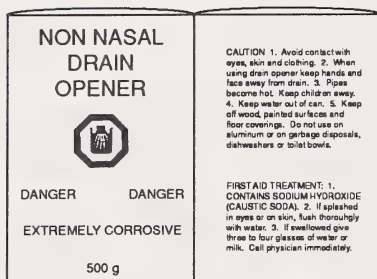 NON NASAL
DRAIN
OPENER
DANGER DANGER
EXTREMELY CORROSIVE
500 g
CAUTION 1. Avoid contact with
eyes, skin and clothing. 2. When
using drain opener keep hands and
face away from drain. 3. Pipes
become hot. Keep children away.
4. Keep water out of can. 5. Keep
off wood, painted surfaces and
floor coverings. Do not use on
aluminum or on garbage disposals,
dishwashers or toilet bowls.
FIRST AID TREATMENT: 1.
CONTAINS SODIUM HYDROXIDE
(CAUSTIC SODA). 2. If splashed
in eyes or on skin, flush thoroughly
with water. 3. If swallowed give
three to four glasses of water or
milk. Call physician immediately.